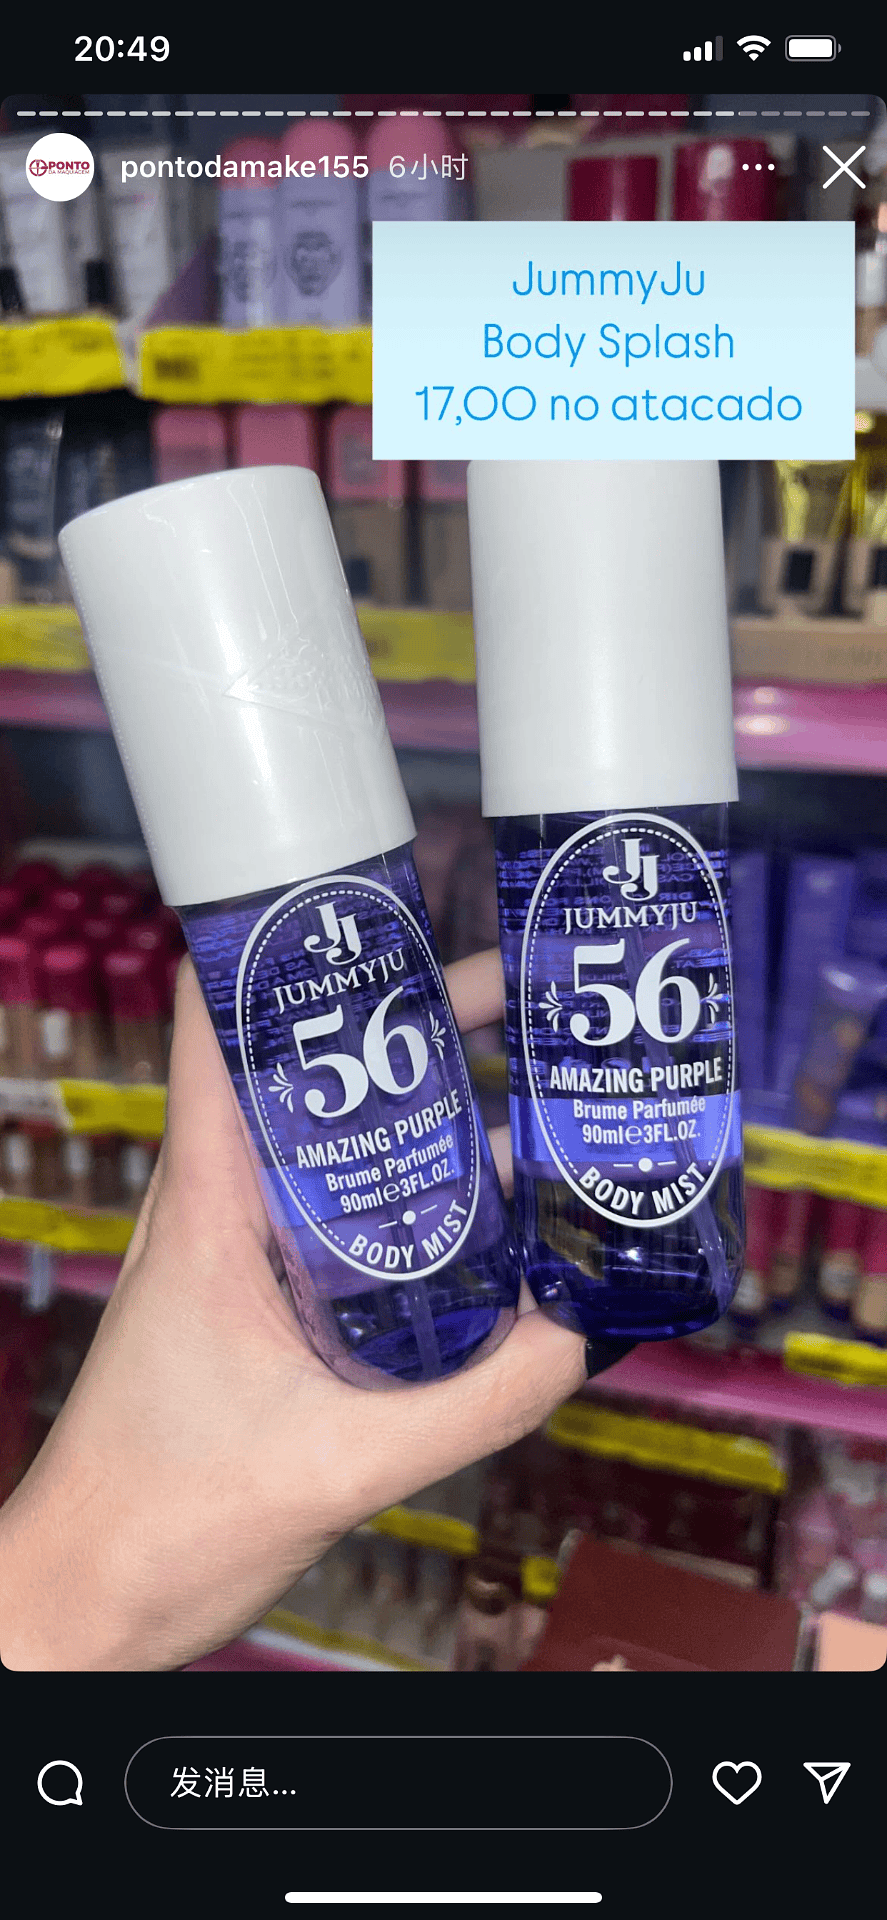 20:49
PONTO
DA MAQUIAGEM
pontodamake155 6小时
JummyJu
Body Splash
17,00 no atacado
JJ
JUMMYJU
56
AMAZING PURPLE
Brume Parfumée
90ml℮3FL.OZ.
BODY MIST
JJ
JUMMYJU
56
AMAZING PURPLE
Brume Parfumée
90ml℮3FL.OZ.
BODY MIST
发消息...